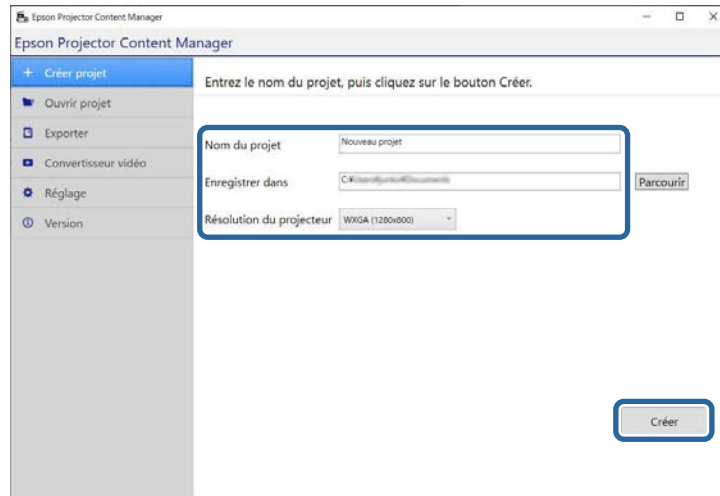 Epson Projector Content Manager
Epson Projector Content Manager
+ Créer projet
Ouvrir projet
Exporter
Convertisseur vidéo
Réglage
Version
Entrez le nom du projet, puis cliquez sur le bouton Créer.
Nom du projet Nouveau projet
Enregistrer dans C:¥ Parcourir
Résolution du projecteur WXGA (1280x800)
Créer